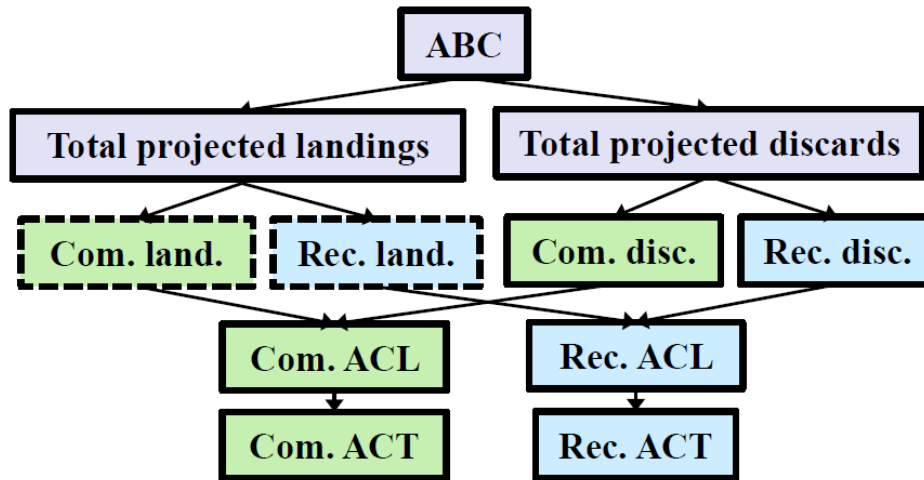 ABC
Total projected landings
Total projected discards
Com. land.
Rec. land.
Com. disc.
Rec. disc.
Com. ACL
Rec. ACL
Com. ACT
Rec. ACT